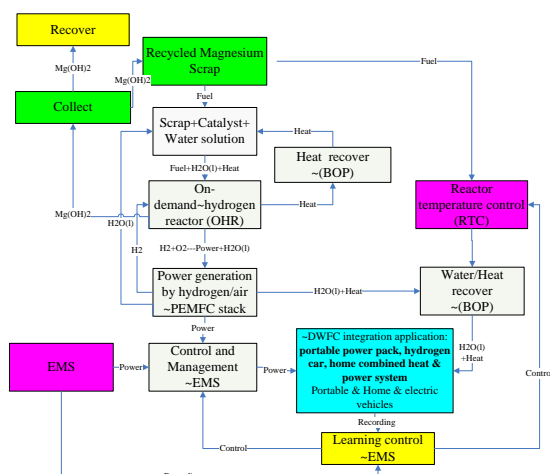 Recover
Recycled Magnesium
Scrap
Mg(OH)2
Mg(OH)2
Fuel
Collect
Fuel
Scrap+Catalyst+
Water solution
Heat
Heat recover
~(BOP)
Fuel+H2O(l)+Heat
On-
demand~hydrogen
reactor (OHR)
Heat
Reactor
temperature control
(RTC)
Mg(OH)2
H2O(l)
H2
H2+O2---Power+H2O(l)
Power generation
by hydrogen/air
~PEMFC stack
H2O(l)+Heat
Water/Heat
recover
~(BOP)
Power
H2O(l)
+Heat
~DWFC integration application:
portable power pack, hydrogen
car, home combined heat &
power system
Portable & Home & electric
vehicles
EMS
Power
Control and
Management
~EMS
Power
Control
Recording
Control
Learning control
~EMS